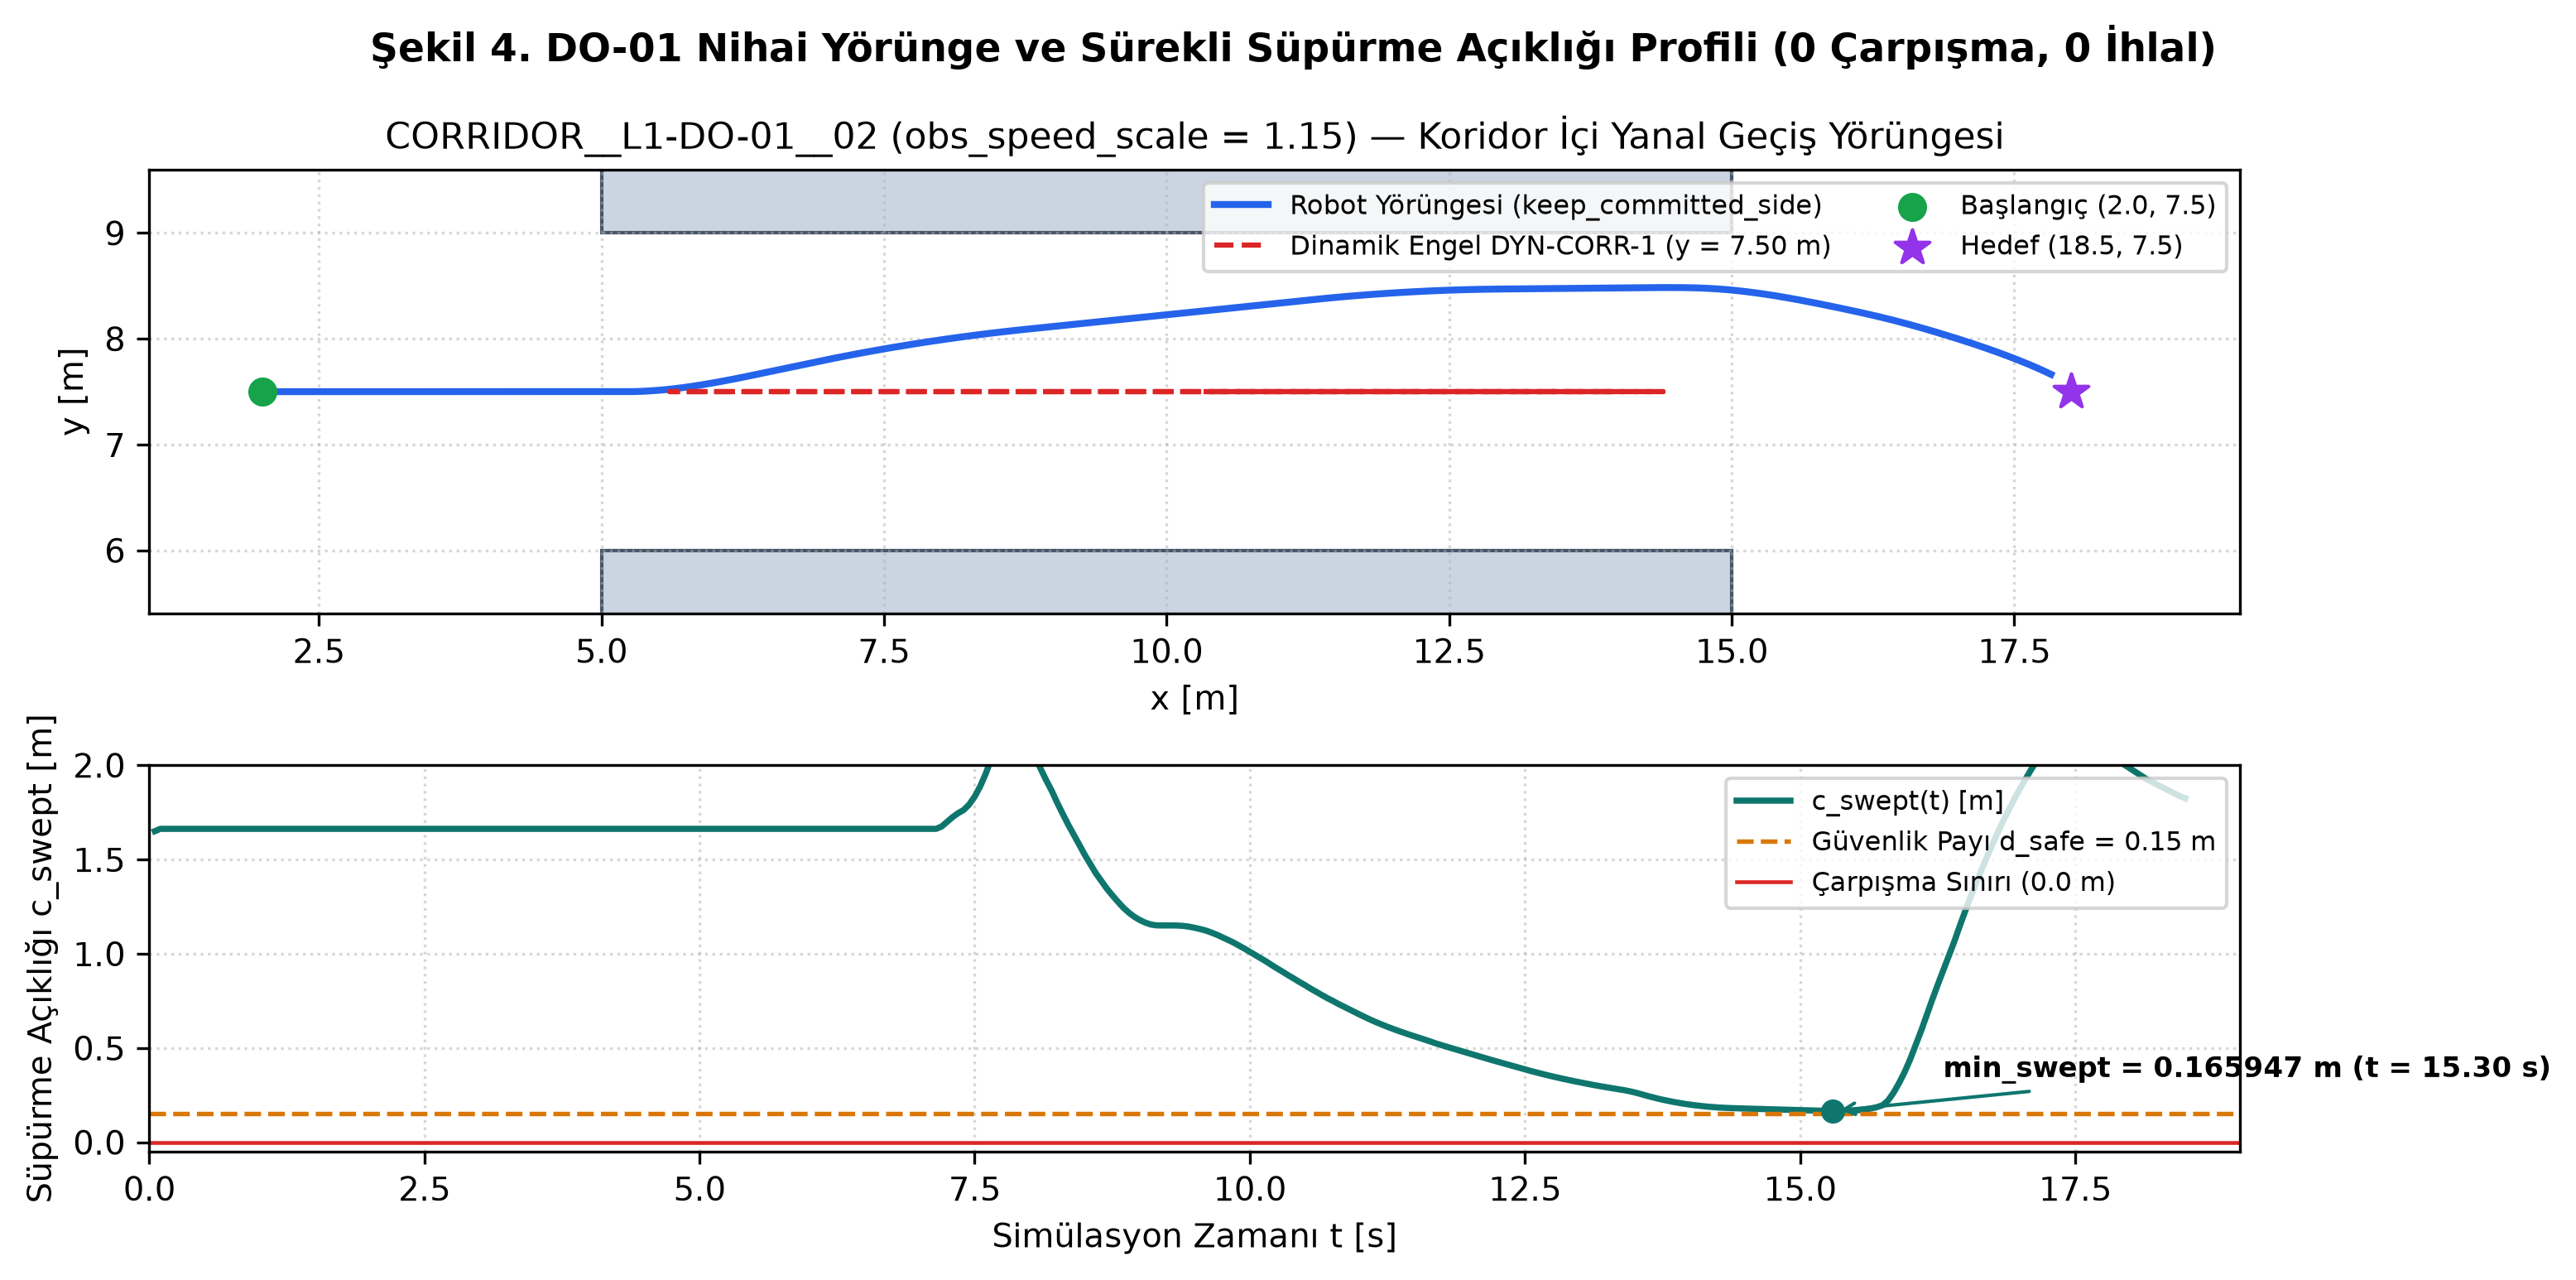 Şekil 4. DO-01 Nihai Yörünge ve Sürekli Süpürme Açıklığı Profili (0 Çarpışma, 0 İhlal)
CORRIDOR__L1-DO-01__02 (obs_speed_scale = 1.15) — Koridor İçi Yanal Geçiş Yörüngesi
Robot Yörüngesi (keep_committed_side)
Dinamik Engel DYN-CORR-1 (y = 7.50 m)
Başlangıç (2.0, 7.5)
Hedef (18.5, 7.5)
y [m]
9
8
7
6
2.5 5.0 7.5 10.0 12.5 15.0 17.5
x [m]
Süpürme Açıklığı c_swept [m]
2.0
1.5
1.0
0.5
0.0
c_swept(t) [m]
Güvenlik Payı d_safe = 0.15 m
Çarpışma Sınırı (0.0 m)
min_swept = 0.165947 m (t = 15.30 s)
0.0 2.5 5.0 7.5 10.0 12.5 15.0 17.5
Simülasyon Zamanı t [s]